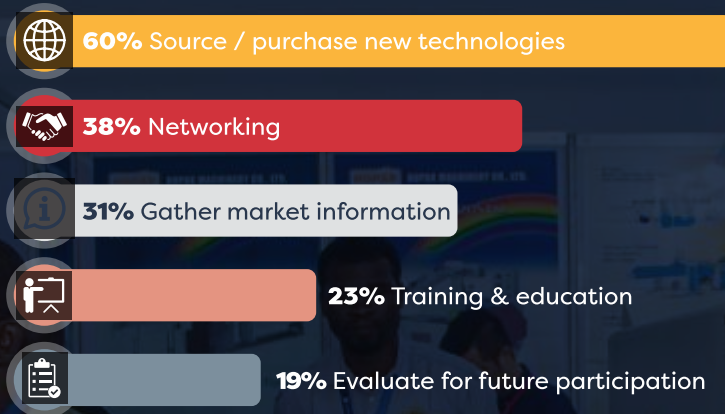 60% Source / purchase new technologies
38% Networking
31% Gather market information
23% Training & education
19% Evaluate for future participation